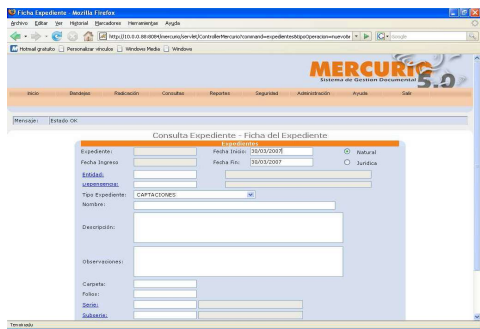 Ficha Expediente - Mozilla Firefox
Archivo Editar Ver Historial Marcadores Herramientas Ayuda
Google
Hotmail gratuito Personalizar vínculos Windows Media Windows
MERCURIO
Sistema de Gestion Documental 5.0
Inicio Bandejas Radicación Consultas Reportes Seguridad Administración Ayuda Salir
Mensaje: Estado OK
Consulta Expediente - Ficha del Expediente
Expedientes
Expediente: Fecha Inicio: 30/03/2007 Natural
Fecha Ingreso Fecha Fin: 30/03/2007 Jurídica
Entidad:
Dependencia:
Tipo Expediente: CAPTACIONES
Nombre:
Descripción:
Observaciones:
Carpeta:
Folios:
Serie:
Subserie:
Terminado